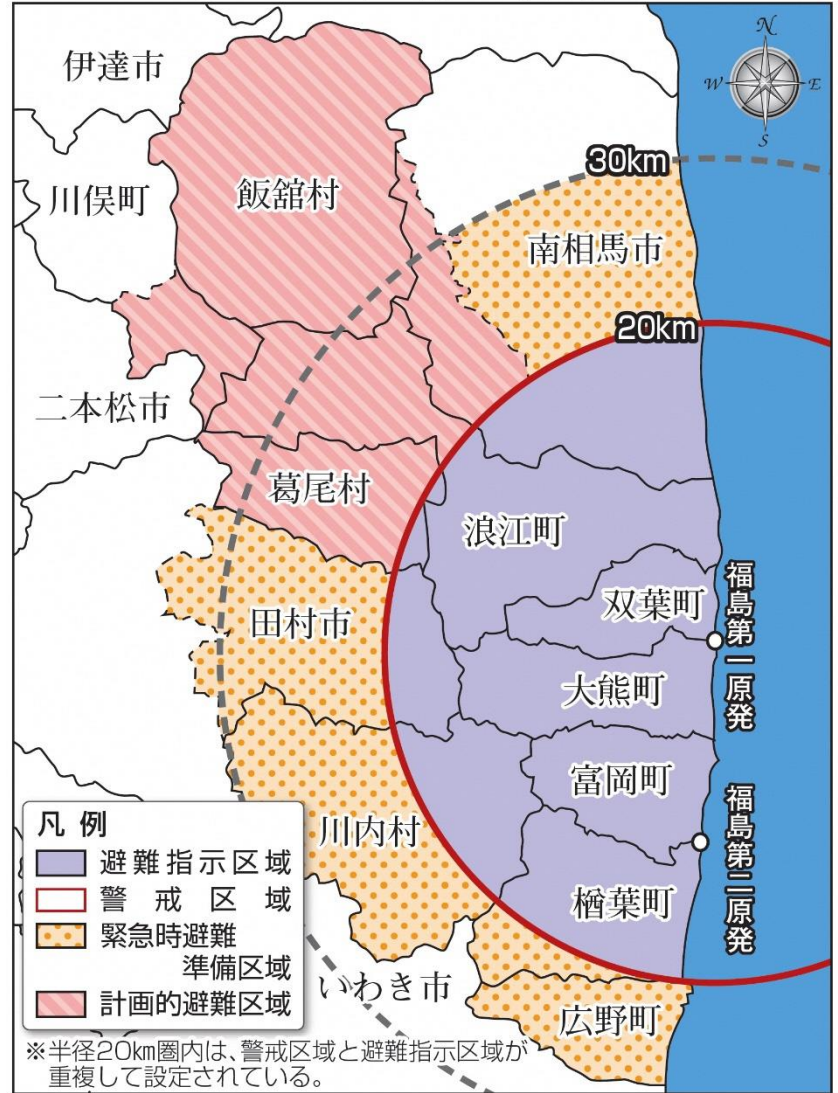 N
W
E
S
伊達市
川俣町
飯舘村
30km
南相馬市
20km
二本松市
葛尾村
浪江町
双葉町
福島第一原発
田村市
大熊町
富岡町
福島第二原発
川内村
楢葉町
いわき市
広野町
凡例
避難指示区域
警戒区域
緊急時避難
準備区域
計画的避難区域
※半径20km圏内は、警戒区域と避難指示区域が
重複して設定されている。